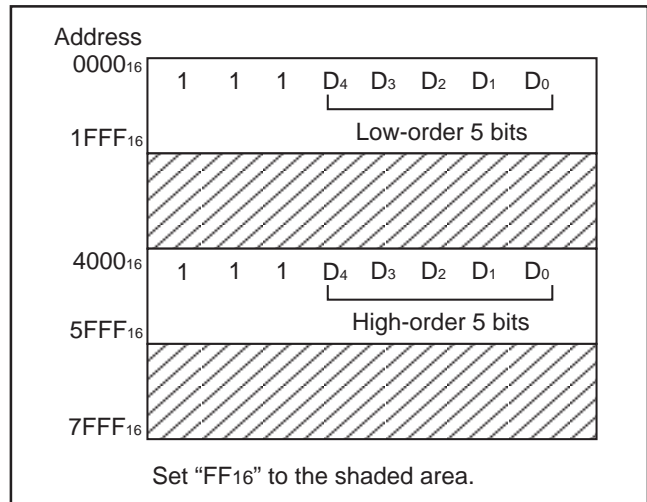 Address
0000₁₆
1 1 1 D₄ D₃ D₂ D₁ D₀
Low-order 5 bits
1FFF₁₆
4000₁₆
1 1 1 D₄ D₃ D₂ D₁ D₀
High-order 5 bits
5FFF₁₆
7FFF₁₆
Set “FF₁₆” to the shaded area.